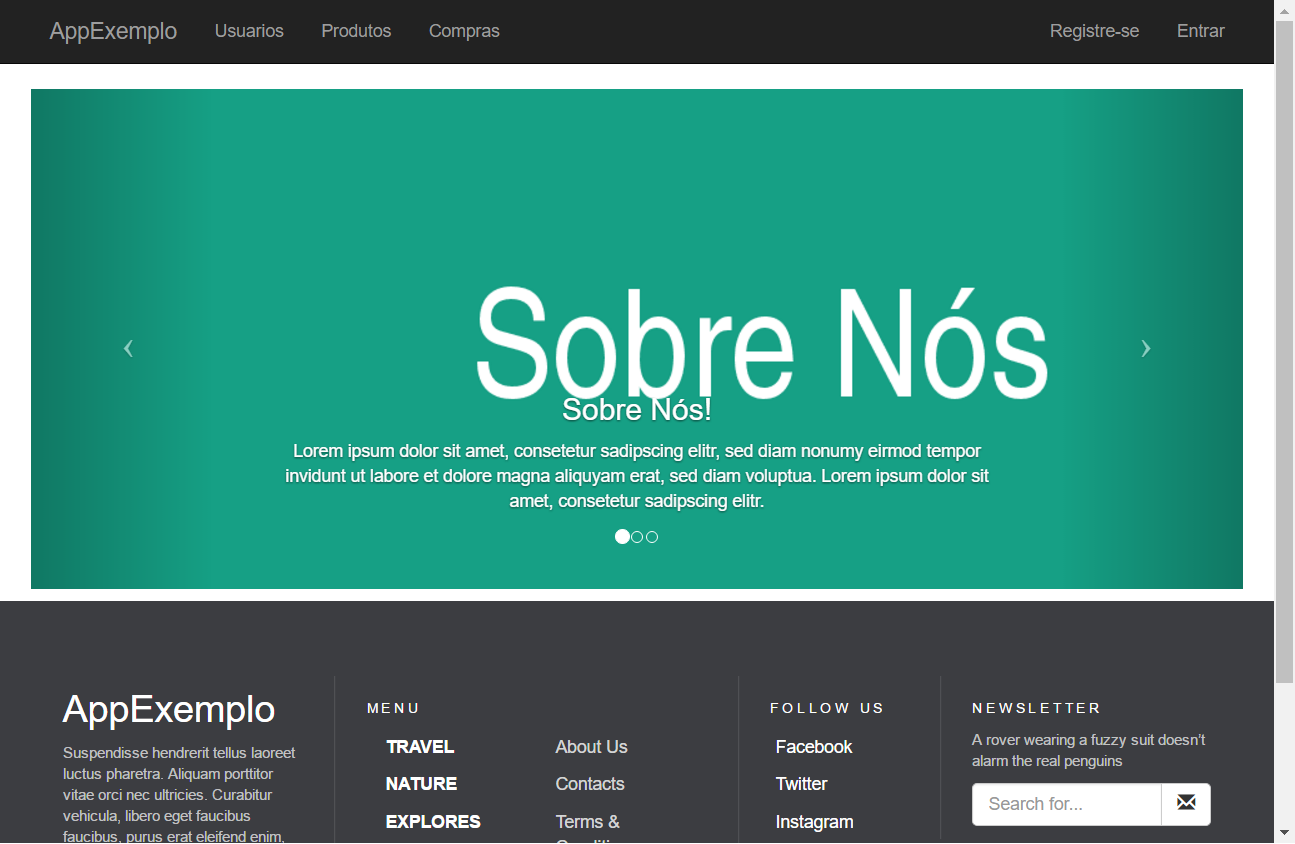 AppExemplo Usuarios Produtos Compras Registre-se Entrar
Sobre Nós
Sobre Nós!
Lorem ipsum dolor sit amet, consetetur sadipscing elitr, sed diam nonumy eirmod tempor
invidunt ut labore et dolore magna aliquyam erat, sed diam voluptua. Lorem ipsum dolor sit
amet, consetetur sadipscing elitr.
AppExemplo
Suspendisse hendrerit tellus laoreet
luctus pharetra. Aliquam porttitor
vitae orci nec ultricies. Curabitur
vehicula, libero eget faucibus
faucibus, purus erat eleifend enim,
MENU
TRAVEL
NATURE
EXPLORES
About Us
Contacts
Terms &
FOLLOW US
Facebook
Twitter
Instagram
NEWSLETTER
A rover wearing a fuzzy suit doesn't
alarm the real penguins
Search for...